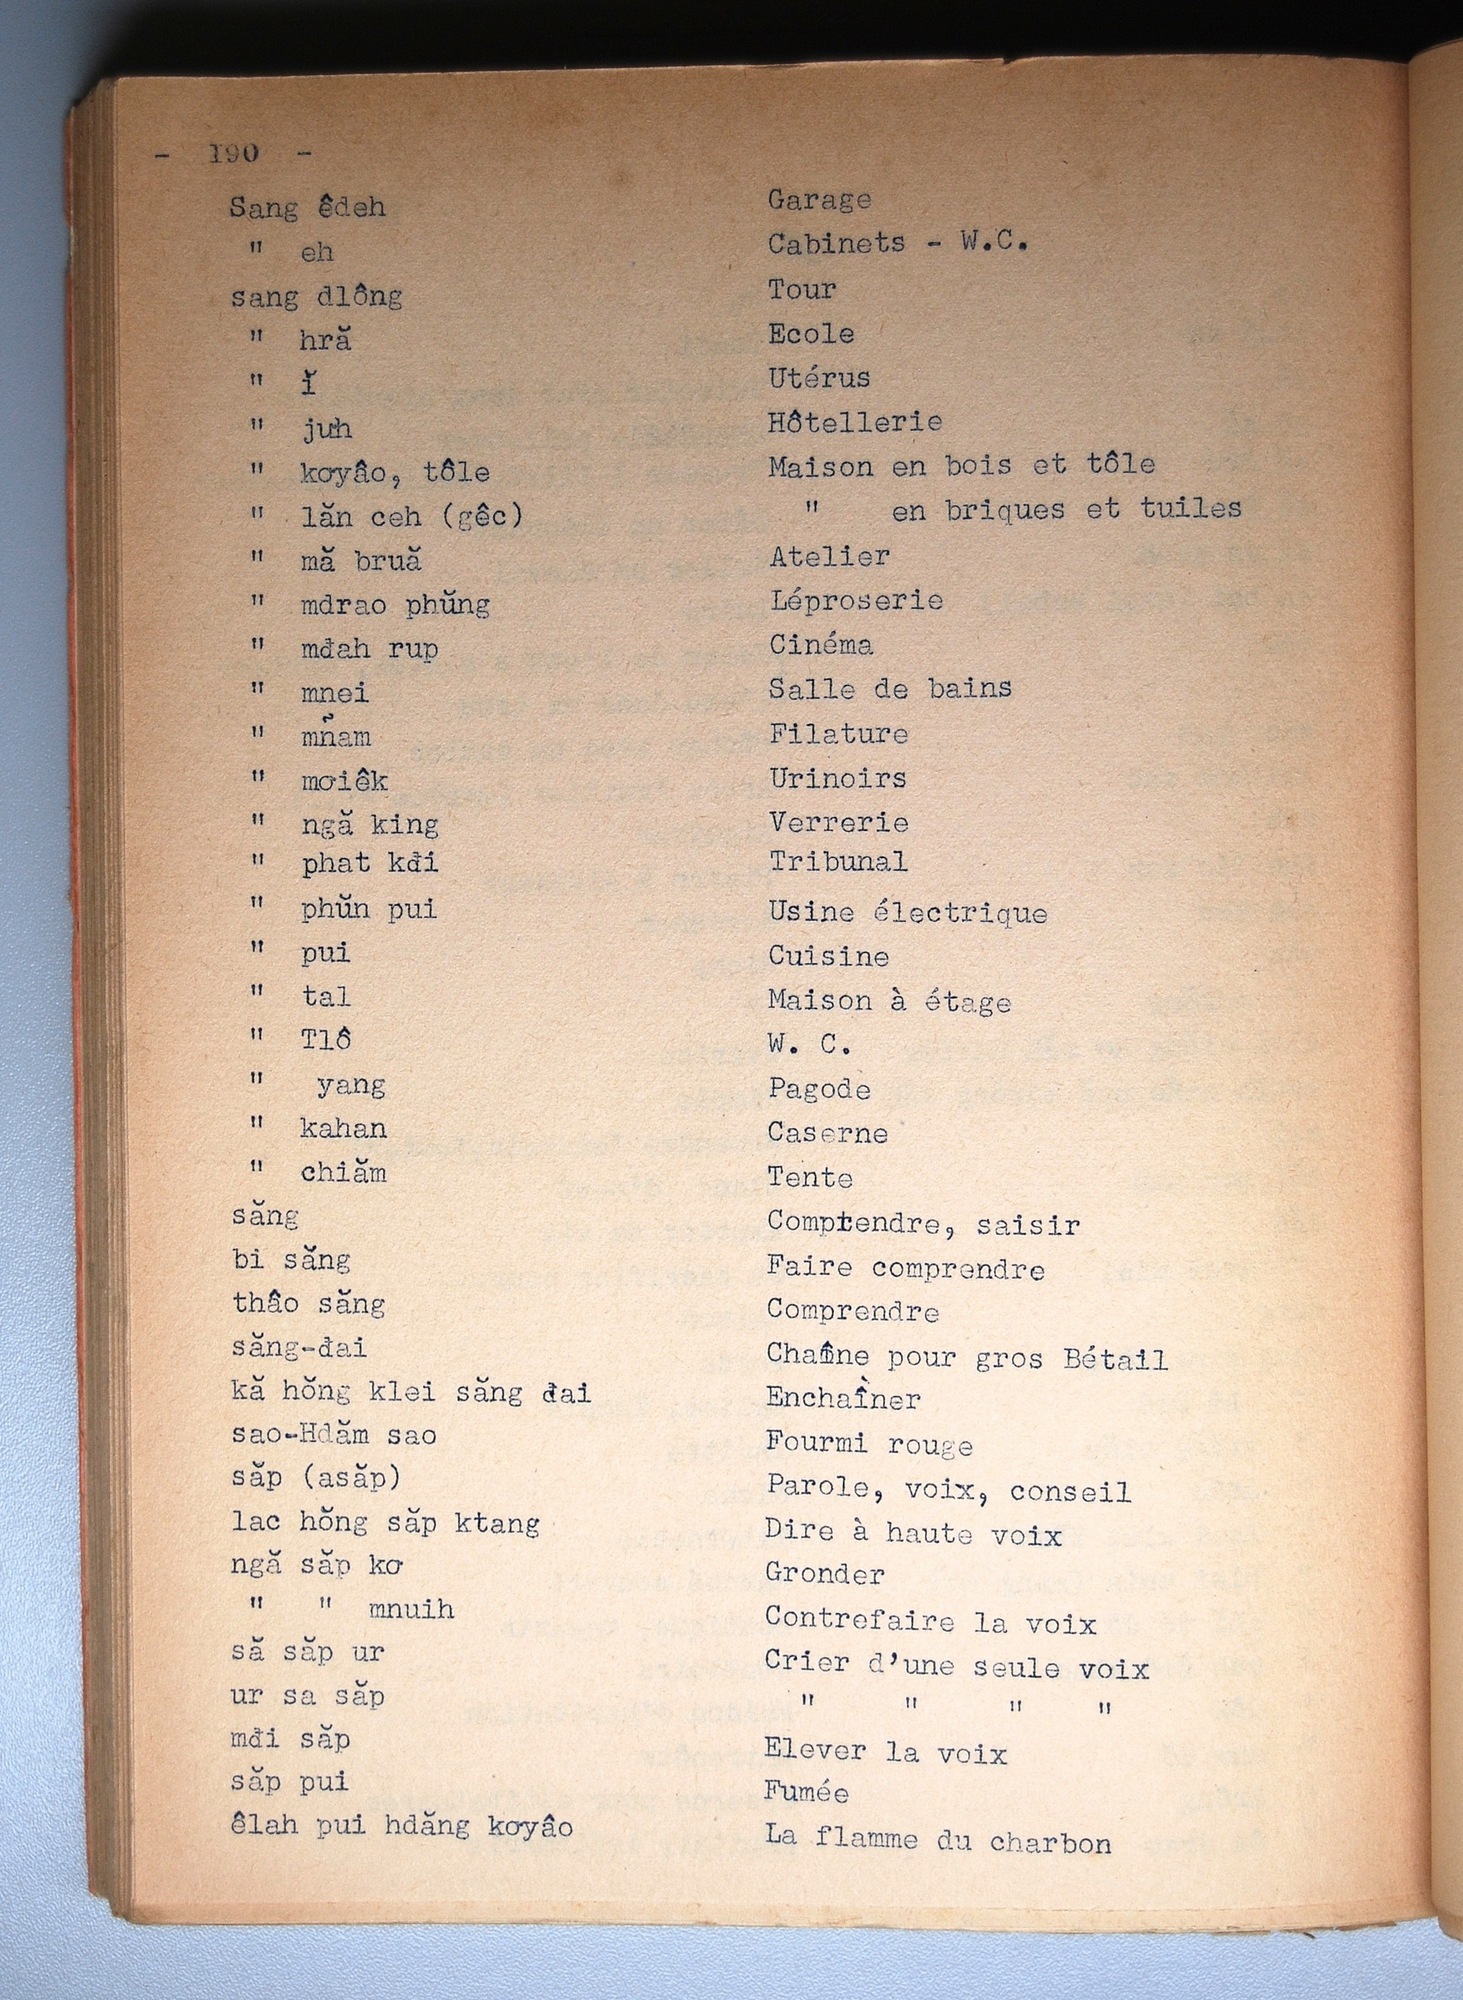 - 190 -
Sang êdeh Garage
" eh Cabinets - W.C.
sang dlông Tour
" hră Ecole
" ĭ Utérus
" juh Hôtellerie
" kơyâo, tôle Maison en bois et tôle
" lăn ceh (gêc) " en briques et tuiles
" mă bruă Atelier
" mdrao phŭng Léproserie
" mđah rup Cinéma
" mnei Salle de bains
" mñam Filature
" mơiêk Urinoirs
" ngă king Verrerie
" phat kđi Tribunal
" phŭn pui Usine électrique
" pui Cuisine
" tal Maison à étage
" Tlô W. C.
" yang Pagode
" kahan Caserne
" chiăm Tente
săng Comprendre, saisir
bi săng Faire comprendre
thâo săng Comprendre
săng-đai Chaîne pour gros Bétail
kă hŏng klei săng đai Enchaîner
sao-Hdăm sao Fourmi rouge
săp (asăp) Parole, voix, conseil
lac hŏng săp ktang Dire à haute voix
ngă săp kơ Gronder
" " mnuih Contrefaire la voix
să săp ur Crier d'une seule voix
ur sa săp " " " "
mđi săp Elever la voix
săp pui Fumée
êlah pui hdăng kơyâo La flamme du charbon